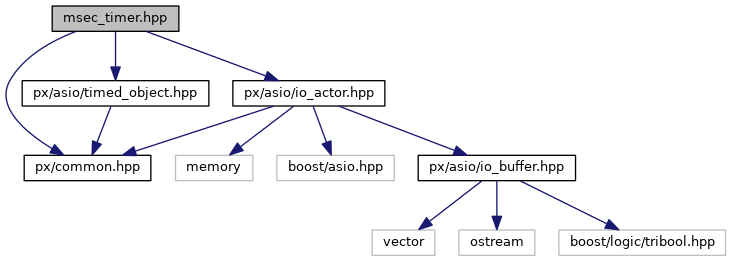 msec_timer.hpp
px/asio/timed_object.hpp
px/asio/io_actor.hpp
px/common.hpp
memory
boost/asio.hpp
px/asio/io_buffer.hpp
vector
ostream
boost/logic/tribool.hpp